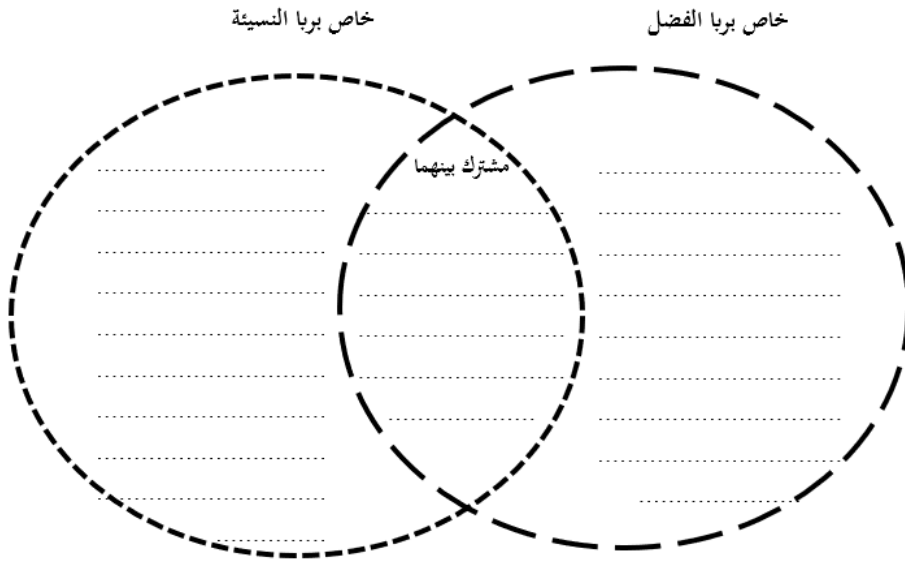 خاص بربا الفضل
خاص بربا النسيئة
مشترك بينهما